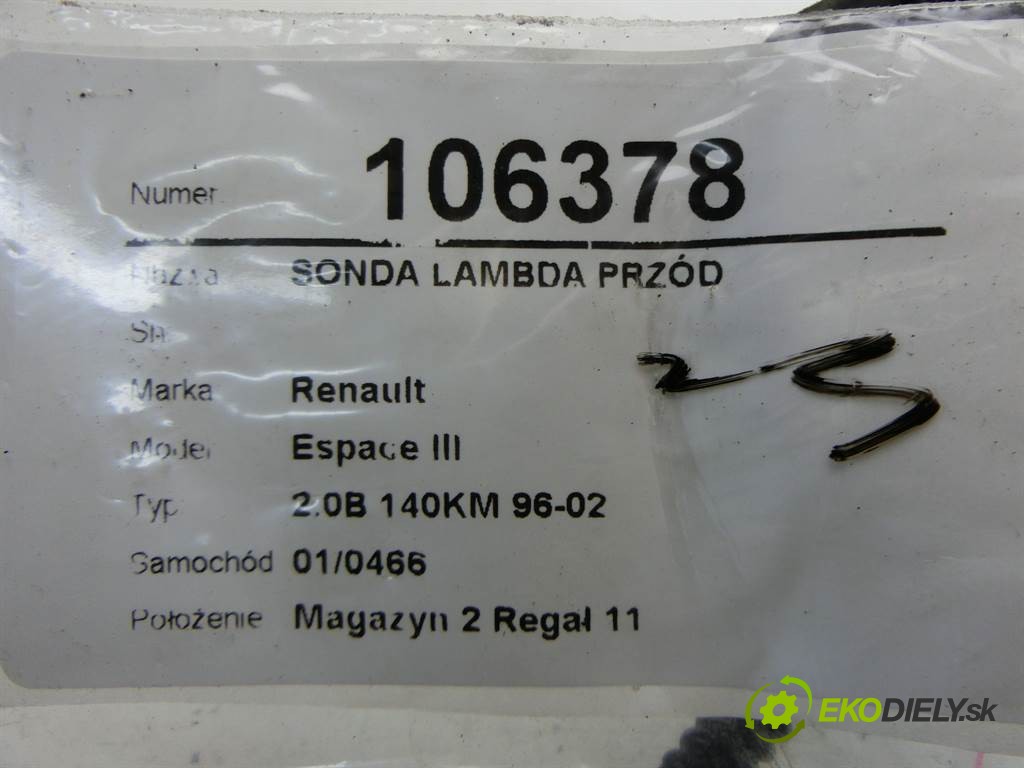 Numer 106378
Nazwa SONDA LAMBDA PRZÓD
Marka Renault
Model Espace III
Typ 2.0B 140KM 96-02
Samochód 01/0466
Położenie Magazyn 2 Regał 11
EKODIELY.sk